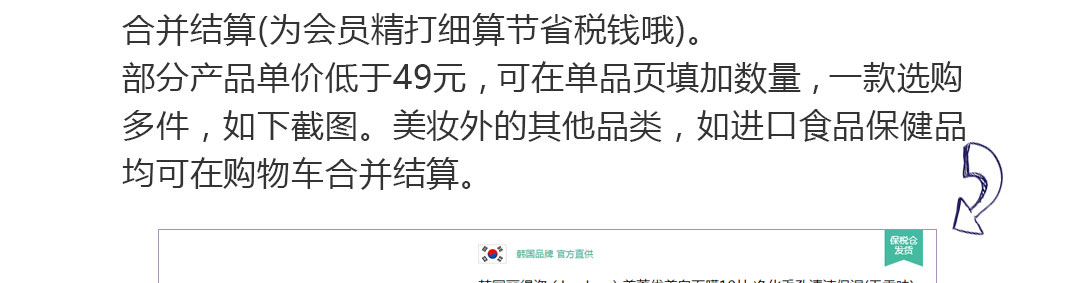 合并结算(为会员精打细算节省税钱哦)。
部分产品单价低于49元，可在单品页填加数量，一款选购
多件，如下截图。美妆外的其他品类，如进口食品保健品
均可在购物车合并结算。
保税仓
发货
韩国品牌 官方直供